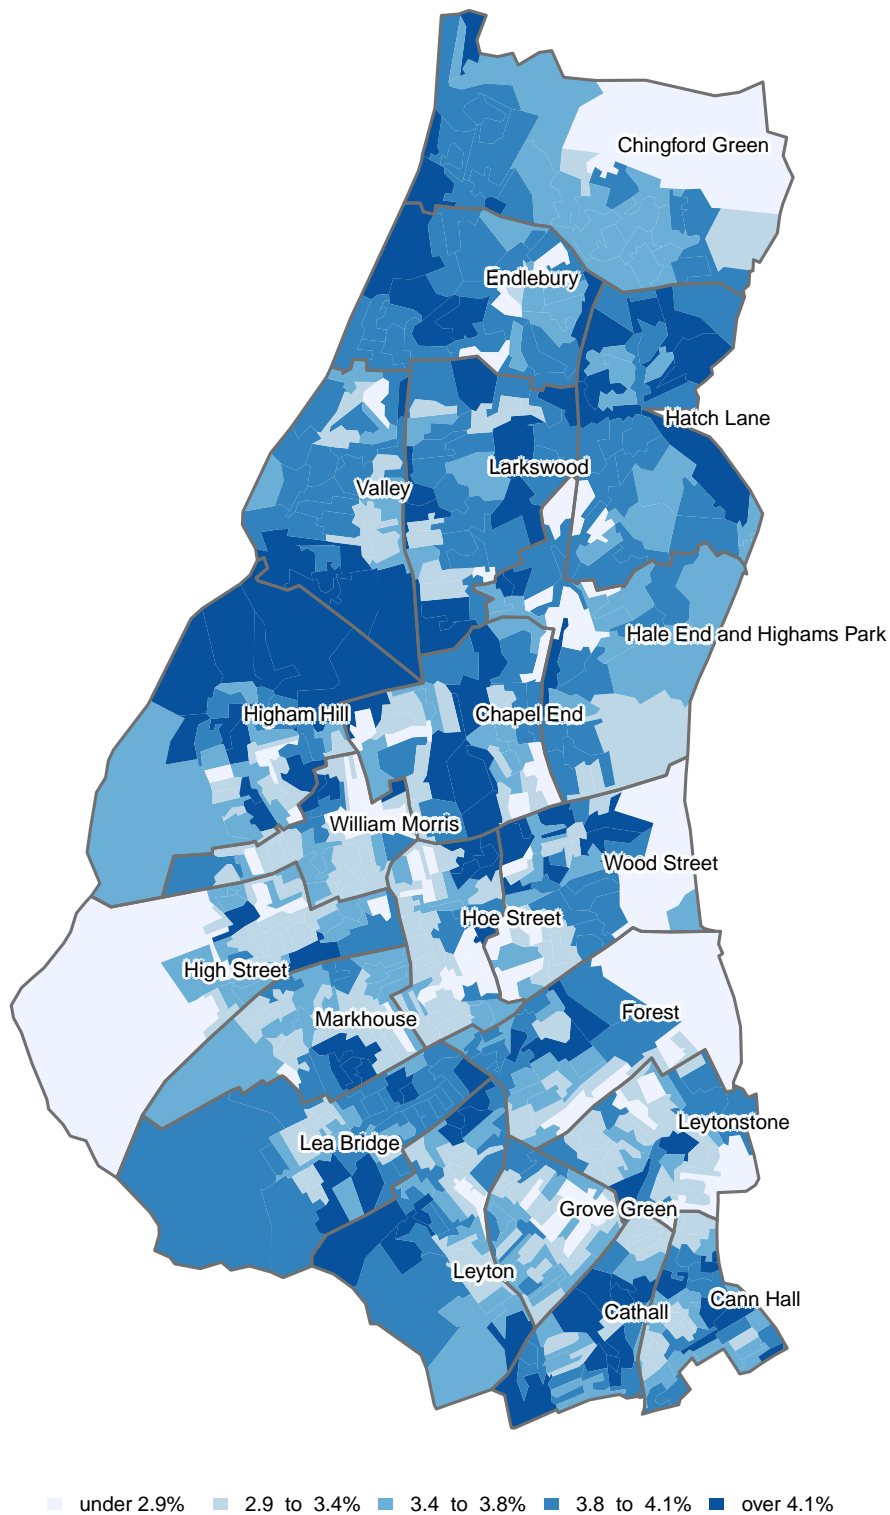 Chingford Green
Endlebury
Hatch Lane
Larkswood
Valley
Hale End and Highams Park
Higham Hill
Chapel End
William Morris
Wood Street
Hoe Street
High Street
Markhouse
Forest
Leytonstone
Lea Bridge
Grove Green
Leyton
Cann Hall
Cathall
under 2.9% 2.9 to 3.4% 3.4 to 3.8% 3.8 to 4.1% over 4.1%